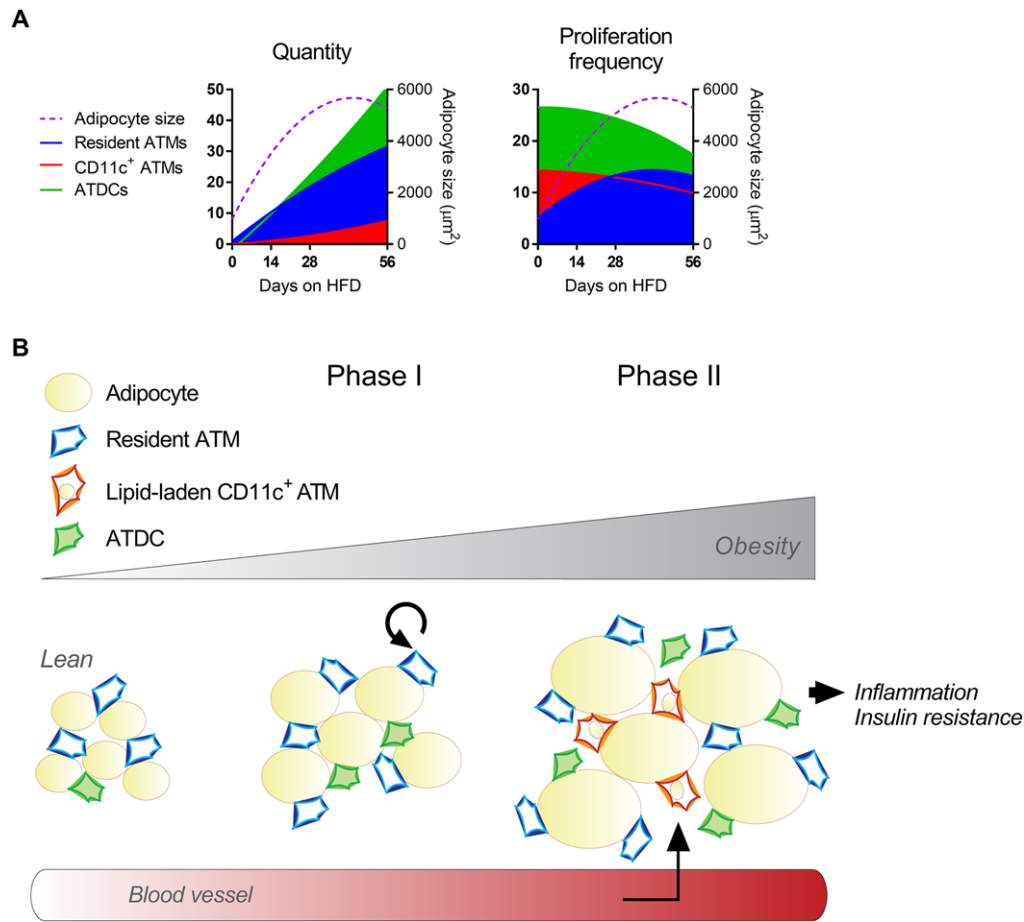 A
Quantity
Proliferation
frequency
Adipocyte size
Resident ATMs
CD11c+ ATMs
ATDCs
50
40
30
20
10
0
6000
4000
2000
0
Adipocyte size (µm²)
0
14
28
56
Days on HFD
30
20
10
0
6000
4000
2000
0
Adipocyte size (µm²)
0
14
28
56
Days on HFD
B
Phase I
Phase II
Adipocyte
Resident ATM
Lipid-laden CD11c+ ATM
ATDC
Obesity
Lean
Inflammation
Insulin resistance
Blood vessel